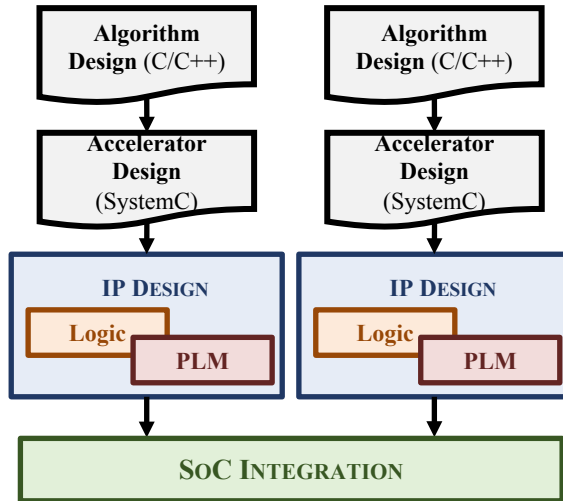 Algorithm
Design (C/C++)
Accelerator
Design
(SystemC)
IP DESIGN
Logic
PLM
Algorithm
Design (C/C++)
Accelerator
Design
(SystemC)
IP DESIGN
Logic
PLM
SOC INTEGRATION